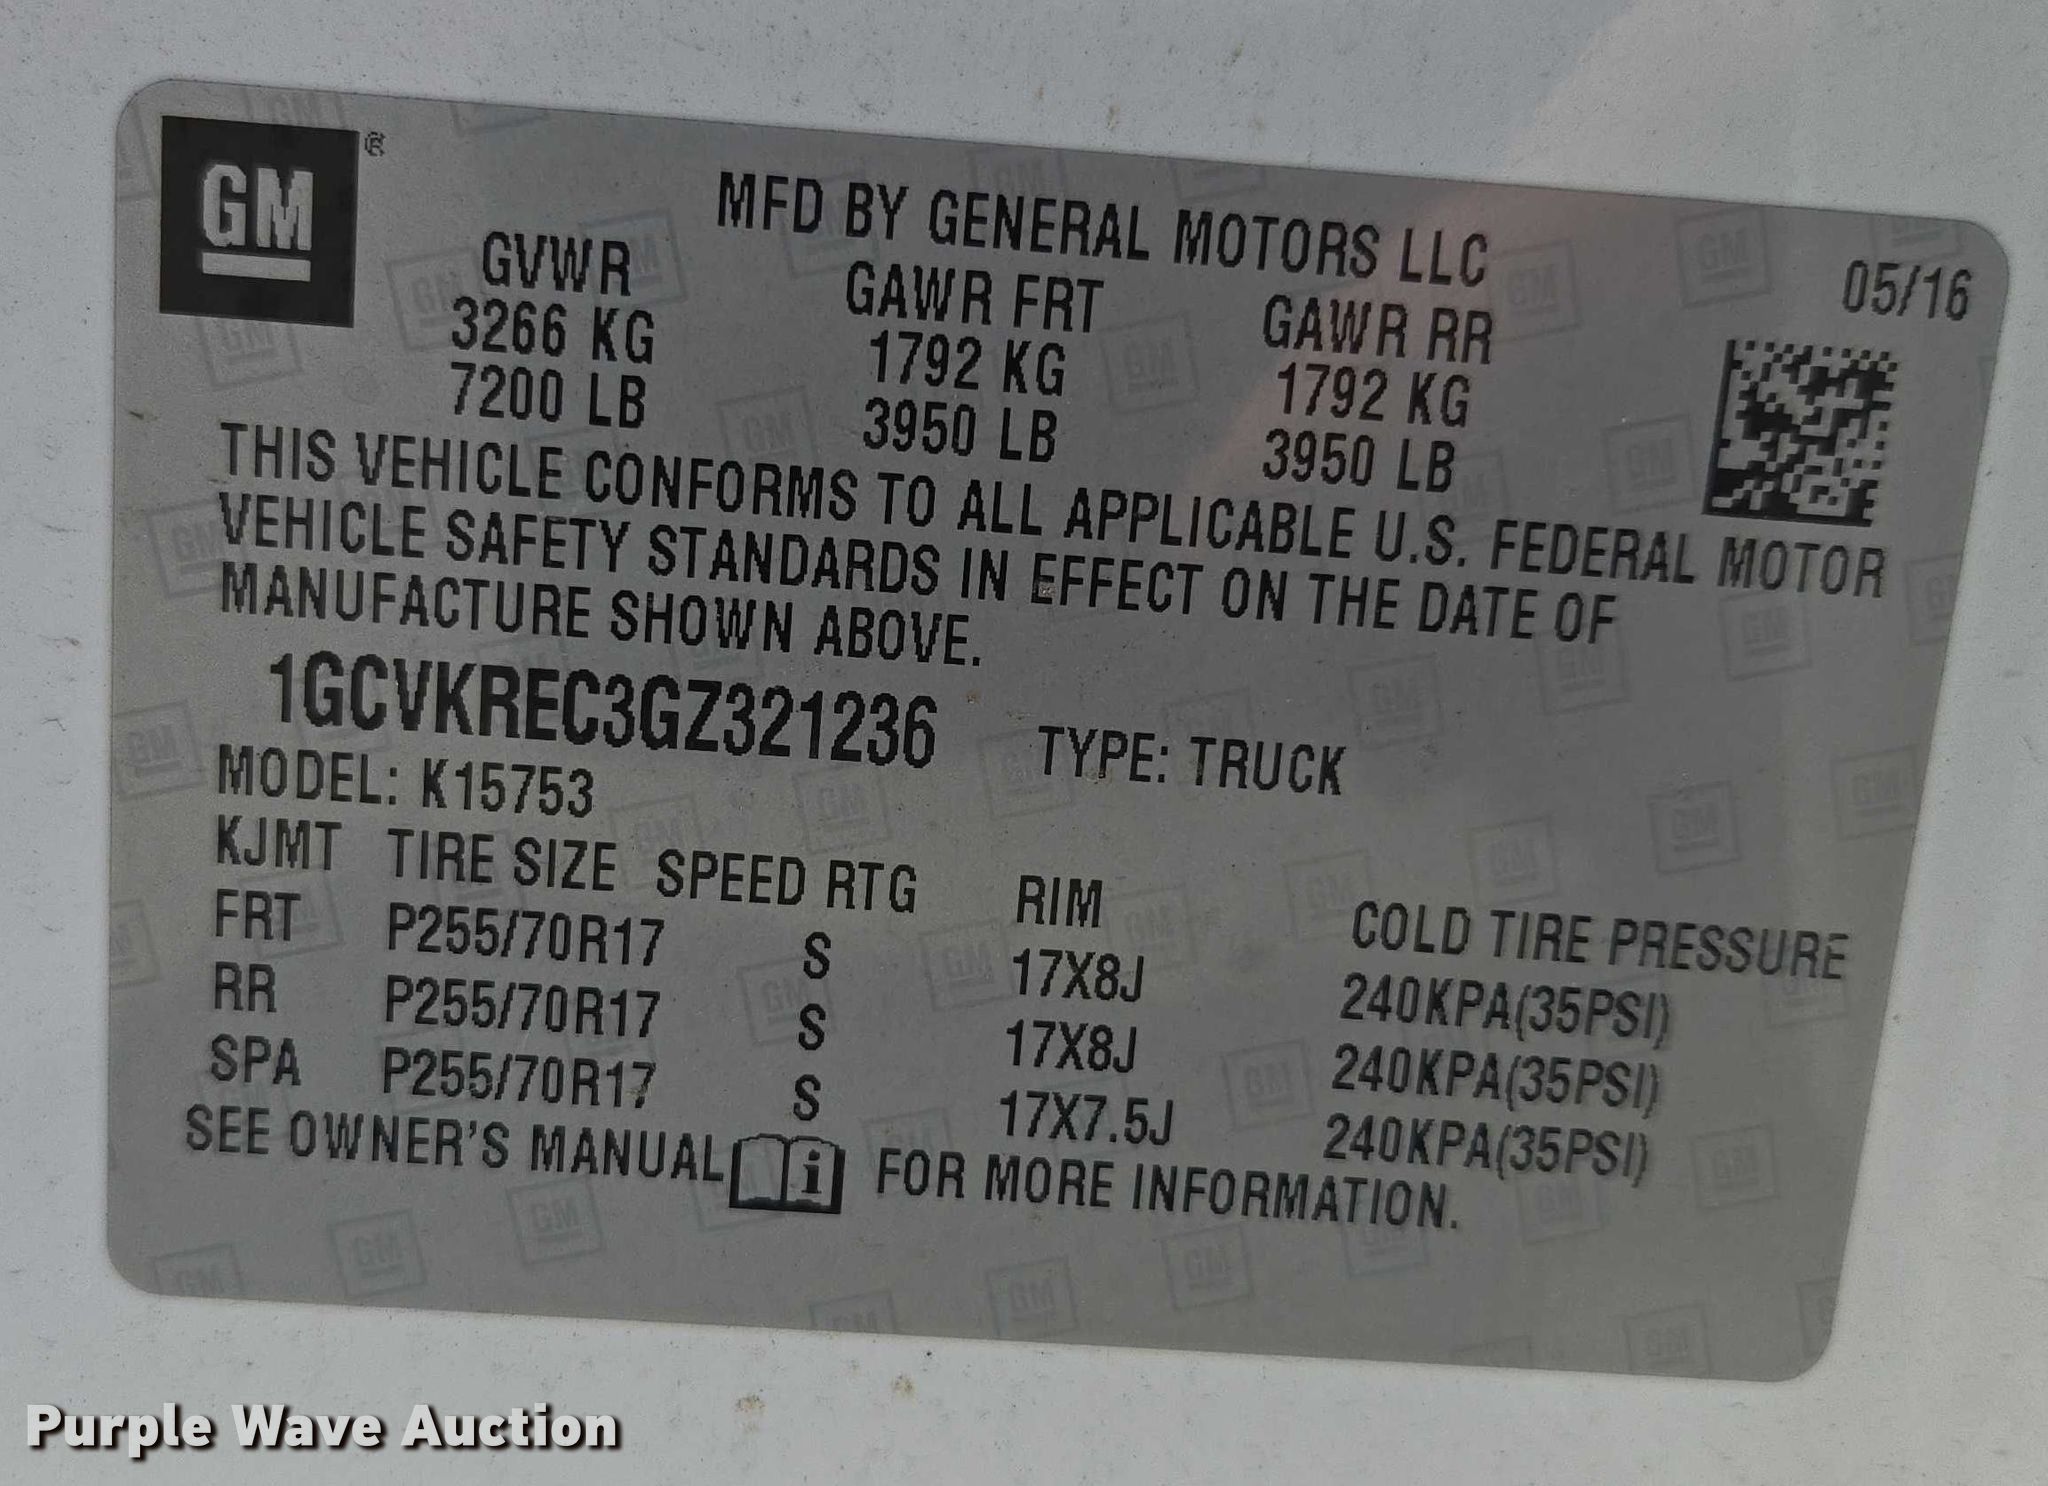 GM ®
MFD BY GENERAL MOTORS LLC
05/16
GVWR GAWR FRT GAWR RR
3266 KG 1792 KG 1792 KG
7200 LB 3950 LB 3950 LB
THIS VEHICLE CONFORMS TO ALL APPLICABLE U.S. FEDERAL MOTOR
VEHICLE SAFETY STANDARDS IN EFFECT ON THE DATE OF
MANUFACTURE SHOWN ABOVE.
1GCVKREC3GZ321236 TYPE: TRUCK
MODEL: K15753
KJMT TIRE SIZE SPEED RTG RIM COLD TIRE PRESSURE
FRT P255/70R17 S 17X8J 240KPA(35PSI)
RR P255/70R17 S 17X8J 240KPA(35PSI)
SPA P255/70R17 S 17X7.5J 240KPA(35PSI)
SEE OWNER'S MANUAL i FOR MORE INFORMATION.
Purple Wave Auction